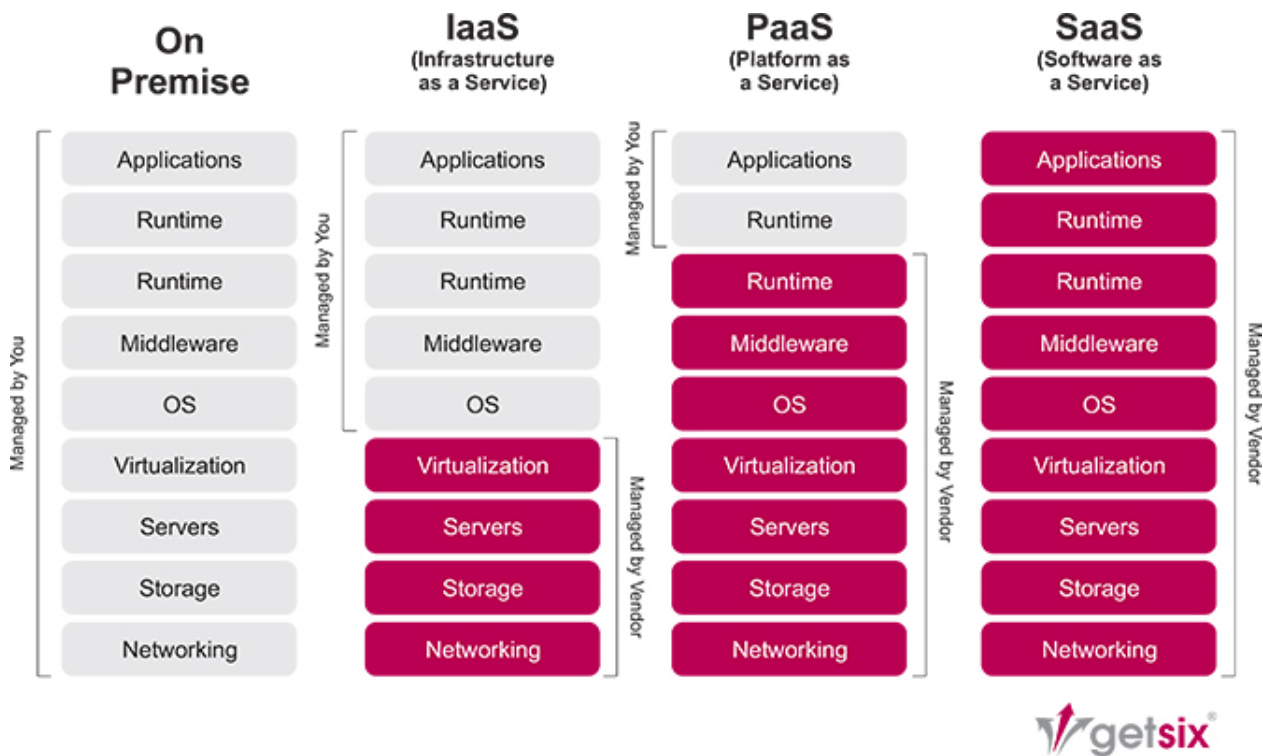 On
Premise
IaaS
(Infrastructure
as a Service)
PaaS
(Platform as
a Service)
SaaS
(Software as
a Service)
Managed by You
Applications
Runtime
Runtime
Middleware
OS
Virtualization
Servers
Storage
Networking
Managed by You
Applications
Runtime
Runtime
Middleware
OS
Virtualization
Servers
Storage
Networking
Managed by Vendor
Managed by You
Applications
Runtime
Runtime
Middleware
OS
Virtualization
Servers
Storage
Networking
Managed by Vendor
Applications
Runtime
Runtime
Middleware
OS
Virtualization
Servers
Storage
Networking
Managed by Vendor
getsix®